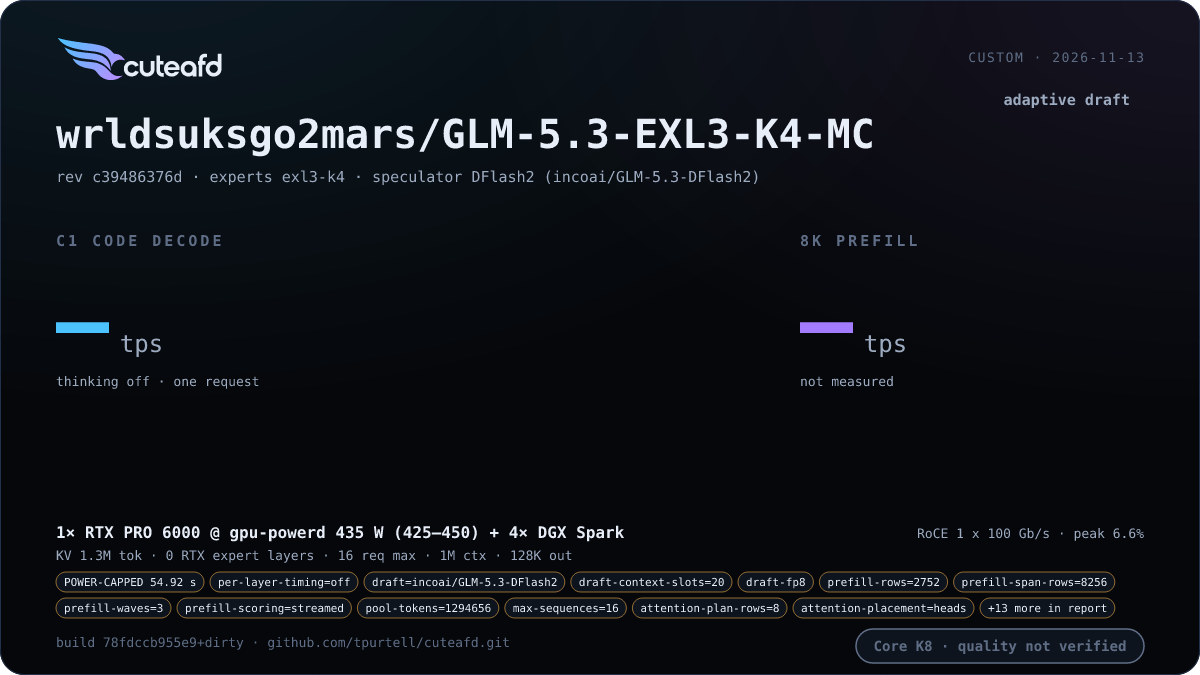 cuteafd
CUSTOM · 2026-11-13
adaptive draft
wrldsuksgo2mars/GLM-5.3-EXL3-K4-MC
rev c39486376d · experts exl3-k4 · speculator DFlash2 (incoai/GLM-5.3-DFlash2)
C1 CODE DECODE
8K PREFILL
tps
tps
thinking off · one request
not measured
1× RTX PRO 6000 @ gpu-powerd 435 W (425–450) + 4× DGX Spark
RoCE 1 x 100 Gb/s · peak 6.6%
KV 1.3M tok · 0 RTX expert layers · 16 req max · 1M ctx · 128K out
POWER-CAPPED 54.92 s per-layer-timing=off draft=incoai/GLM-5.3-DFlash2 draft-context-slots=20 draft-fp8 prefill-rows=2752 prefill-span-rows=8256
prefill-waves=3 prefill-scoring=streamed pool-tokens=1294656 max-sequences=16 attention-plan-rows=8 attention-placement=heads +13 more in report
build 78fdccb955e9+dirty · github.com/tpurtell/cuteafd.git
Core K8 · quality not verified